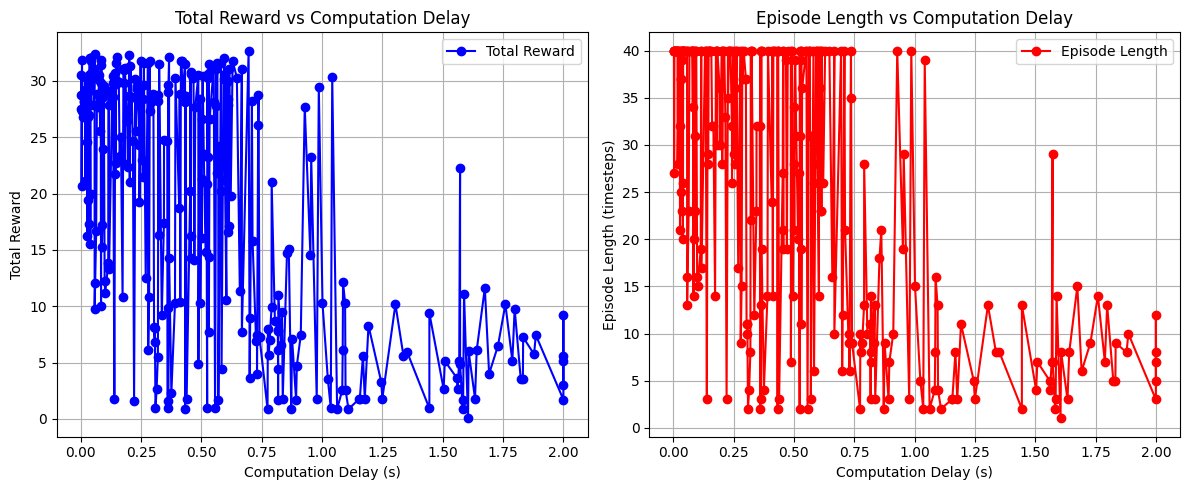 Total Reward vs Computation Delay
Total Reward
30
25
20
15
10
5
0
0.00 0.25 0.50 0.75 1.00 1.25 1.50 1.75 2.00
Computation Delay (s)
Total Reward
Episode Length vs Computation Delay
Episode Length
40
35
30
25
20
15
10
5
0
0.00 0.25 0.50 0.75 1.00 1.25 1.50 1.75 2.00
Computation Delay (s)
Episode Length (timesteps)